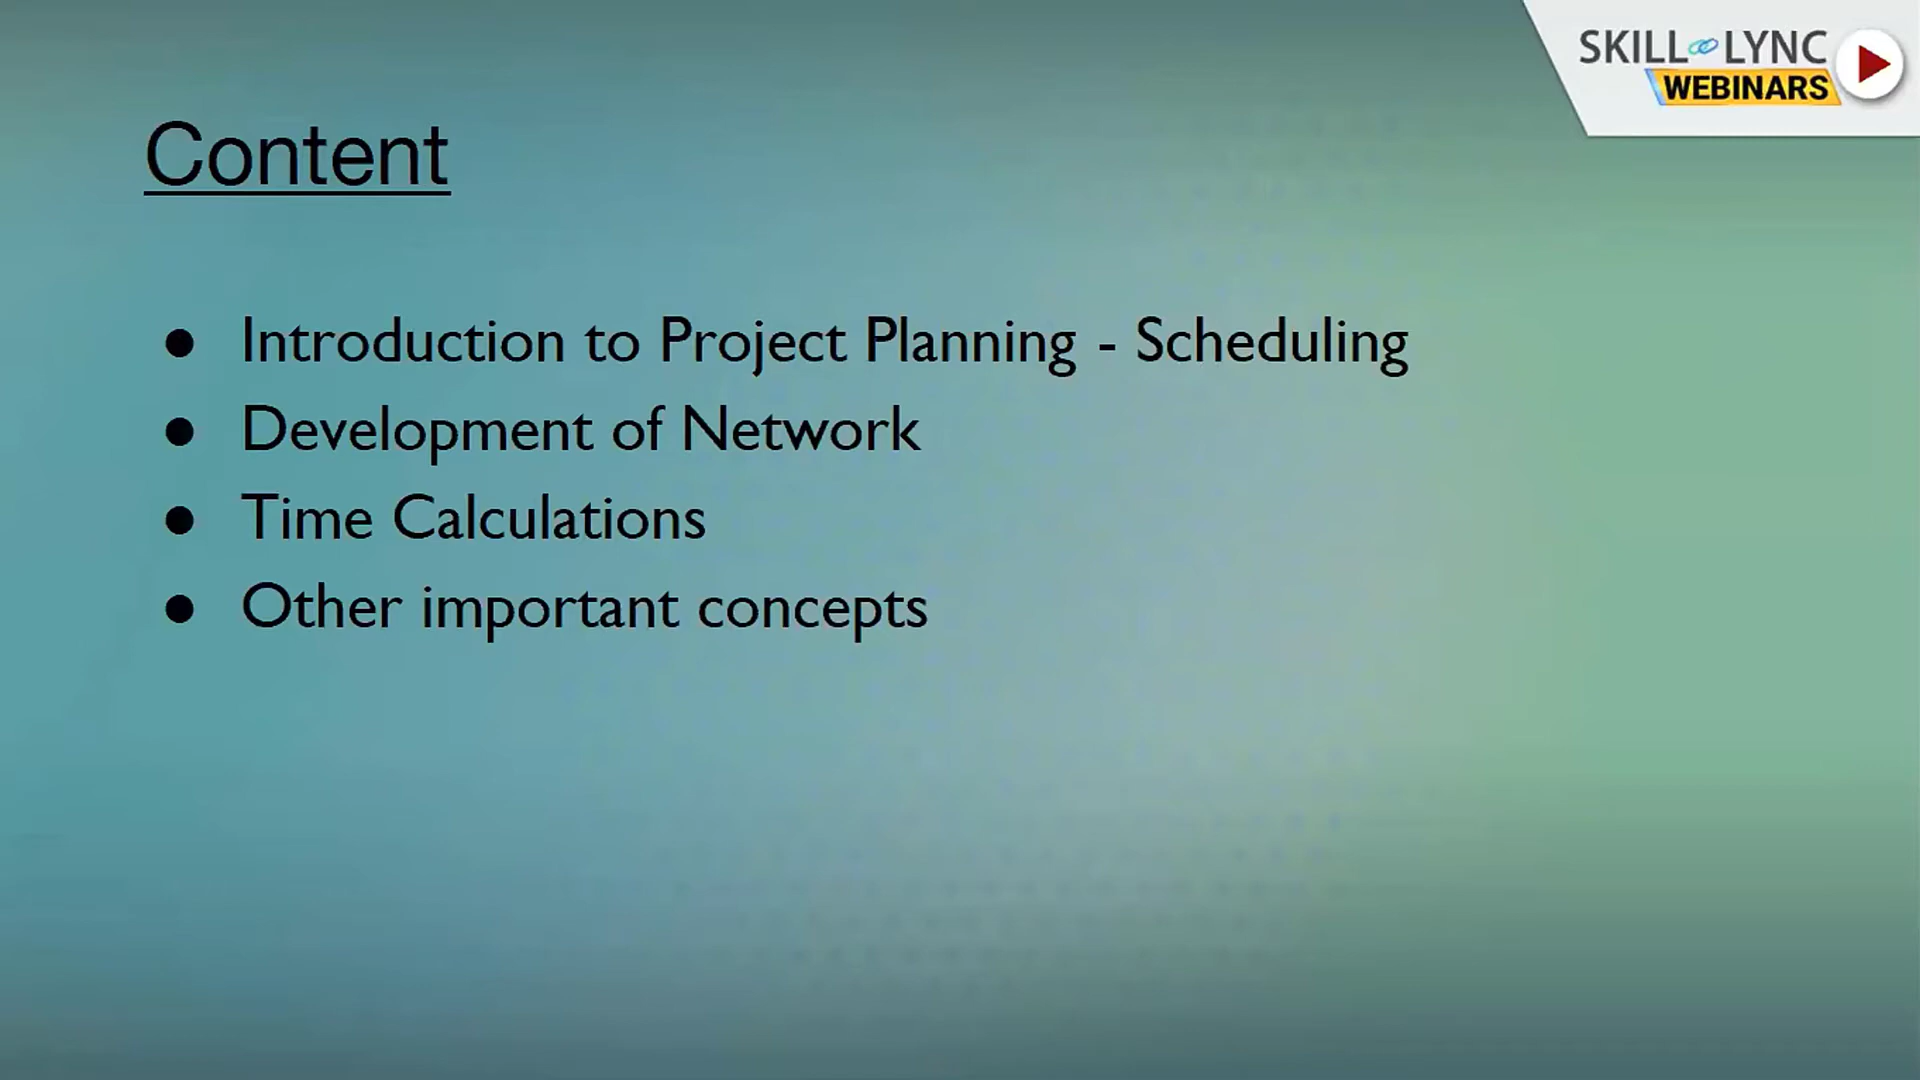 SKILL LYNC
WEBINARS
Content
● Introduction to Project Planning - Scheduling
● Development of Network
● Time Calculations
● Other important concepts